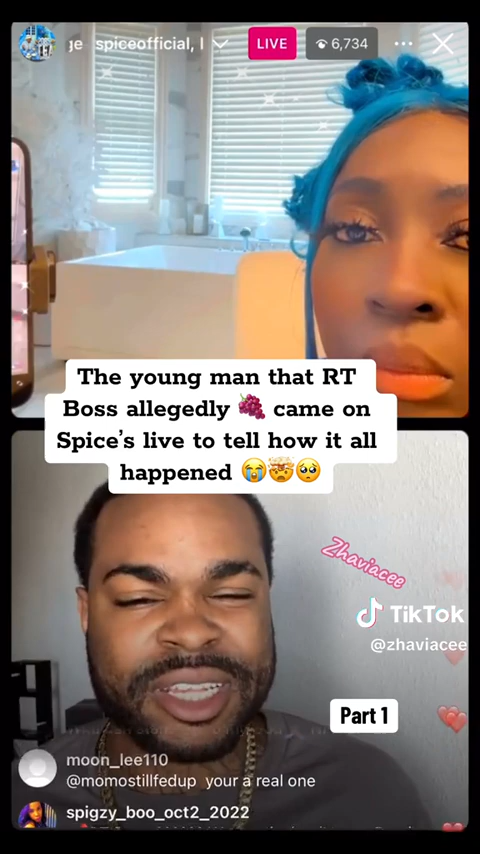 ge spiceofficial, l
LIVE
6,734
The young man that RT
Boss allegedly 🍇 came on
Spice's live to tell how it all
happened 😭🤯🥺
Zhaviacee
TikTok
@zhaviacee
Part 1
moon_lee110
@momostillfedup your a real one
spigzy_boo_oct2_2022